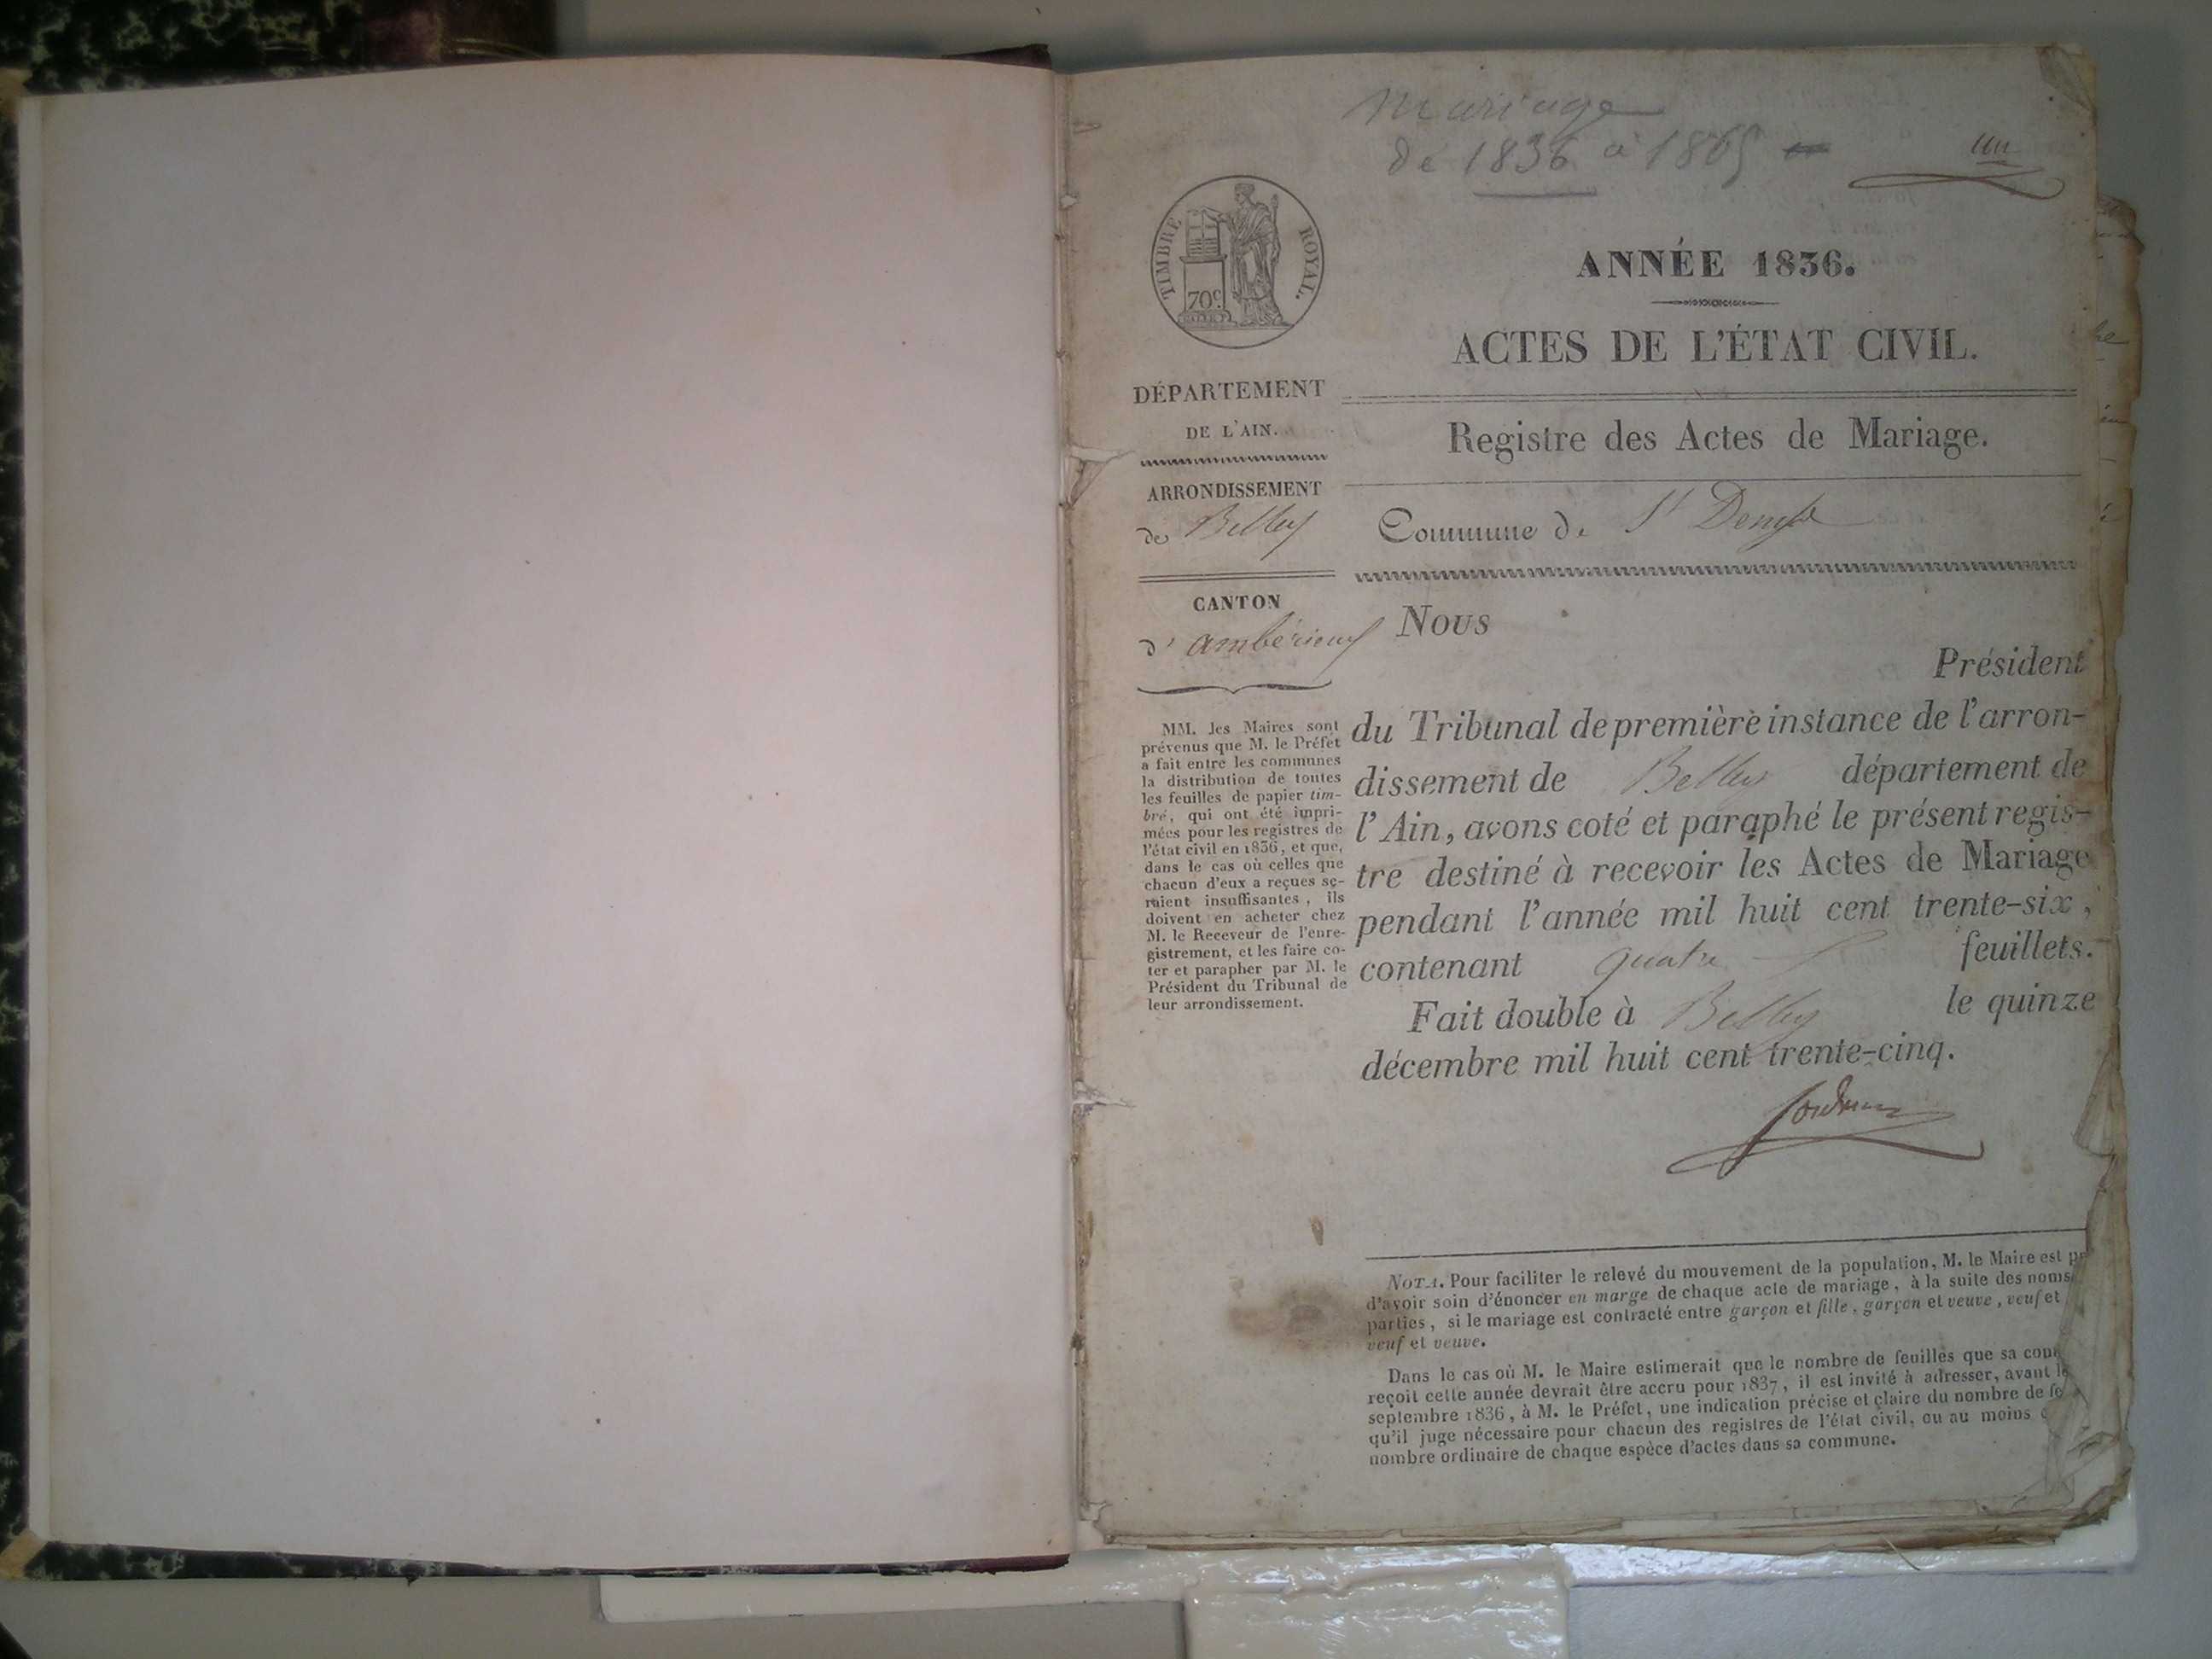 Mariage
de 1836 à 1865
un
TIMBRE ROYAL.
70c
ANNÉE 1836.
ACTES DE L'ÉTAT CIVIL.
Registre des Actes de Mariage.
Commune de St Denis
DÉPARTEMENT
DE L'AIN.
ARRONDISSEMENT
de Belley
CANTON
d' ambérieux
MM. les Maires sont
prévenus que M. le Préfet
a fait entre les communes
la distribution de toutes
les feuilles de papier tim-
bré, qui ont été impri-
mées pour les registres de
l'état civil en 1836, et que,
dans le cas où celles que
chacun d'eux a reçues se-
raient insuffisantes, ils
doivent en acheter chez
M. le Receveur de l'enre-
gistrement, et les faire co-
ter et parapher par M. le
Président du Tribunal de
leur arrondissement.
Nous
Président
du Tribunal de première instance de l'arron-
dissement de Belley département de
l'Ain, avons coté et paraphé le présent regis-
tre destiné à recevoir les Actes de Mariage
pendant l'année mil huit cent trente-six,
contenant quatre feuillets.
Fait double à Belley le quinze
décembre mil huit cent trente-cinq.
NOTA. Pour faciliter le relevé du mouvement de la population, M. le Maire est
d'avoir soin d'énoncer en marge de chaque acte de mariage, à la suite des noms
parties, si le mariage est contracté entre garçon et fille, garçon et veuve, veuf et
veuf et veuve.
Dans le cas où M. le Maire estimerait que le nombre de feuilles que sa com
reçoit cette année devrait être accru pour 1837, il est invité à adresser, avant le
septembre 1836, à M. le Préfet, une indication précise et claire du nombre de fe
qu'il juge nécessaire pour chacun des registres de l'état civil, ou au moins
nombre ordinaire de chaque espèce d'actes dans sa commune.